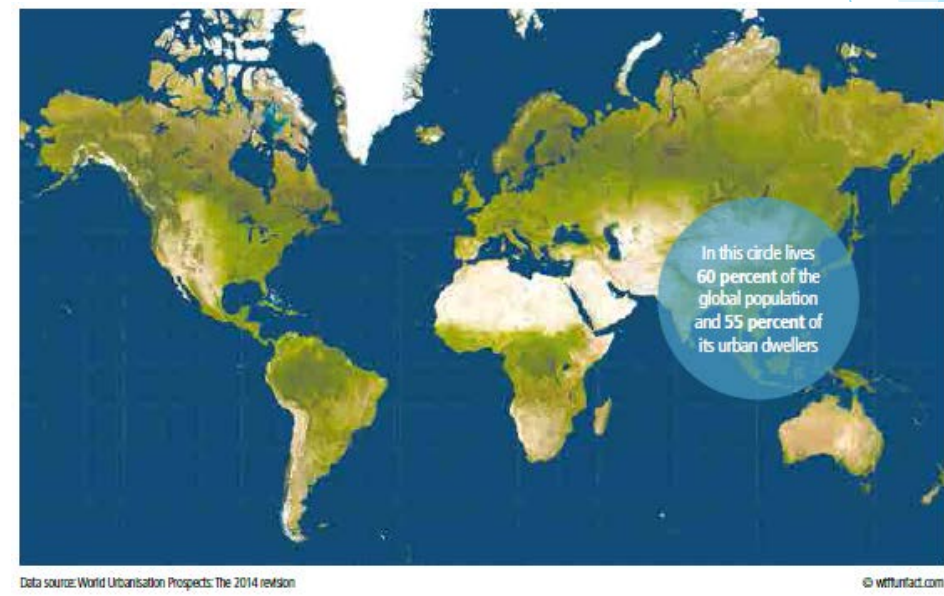 In this circle lives
60 percent of the
global population
and 55 percent of
its urban dwellers
Data source: World Urbanisation Prospects: The 2014 revision
© wtffunfact.com